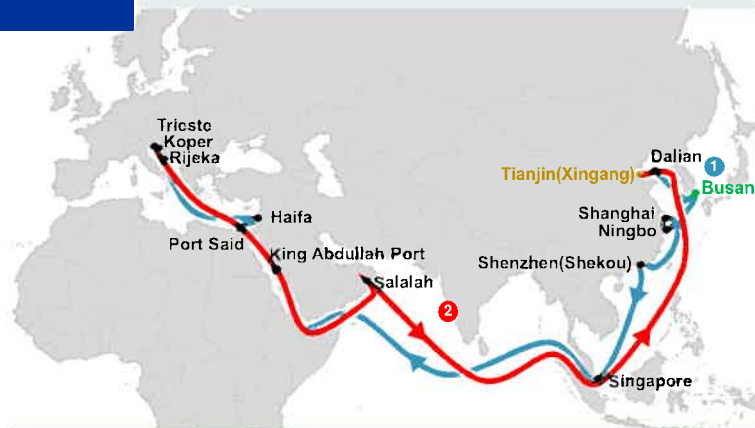 Trieste
Koper
Rijeka
Haifa
Port Said
King Abdullah Port
Salalah
2
Tianjin(Xingang)
Dalian
1
Busan
Shanghai
Ningbo
Shenzhen(Shekou)
Singapore